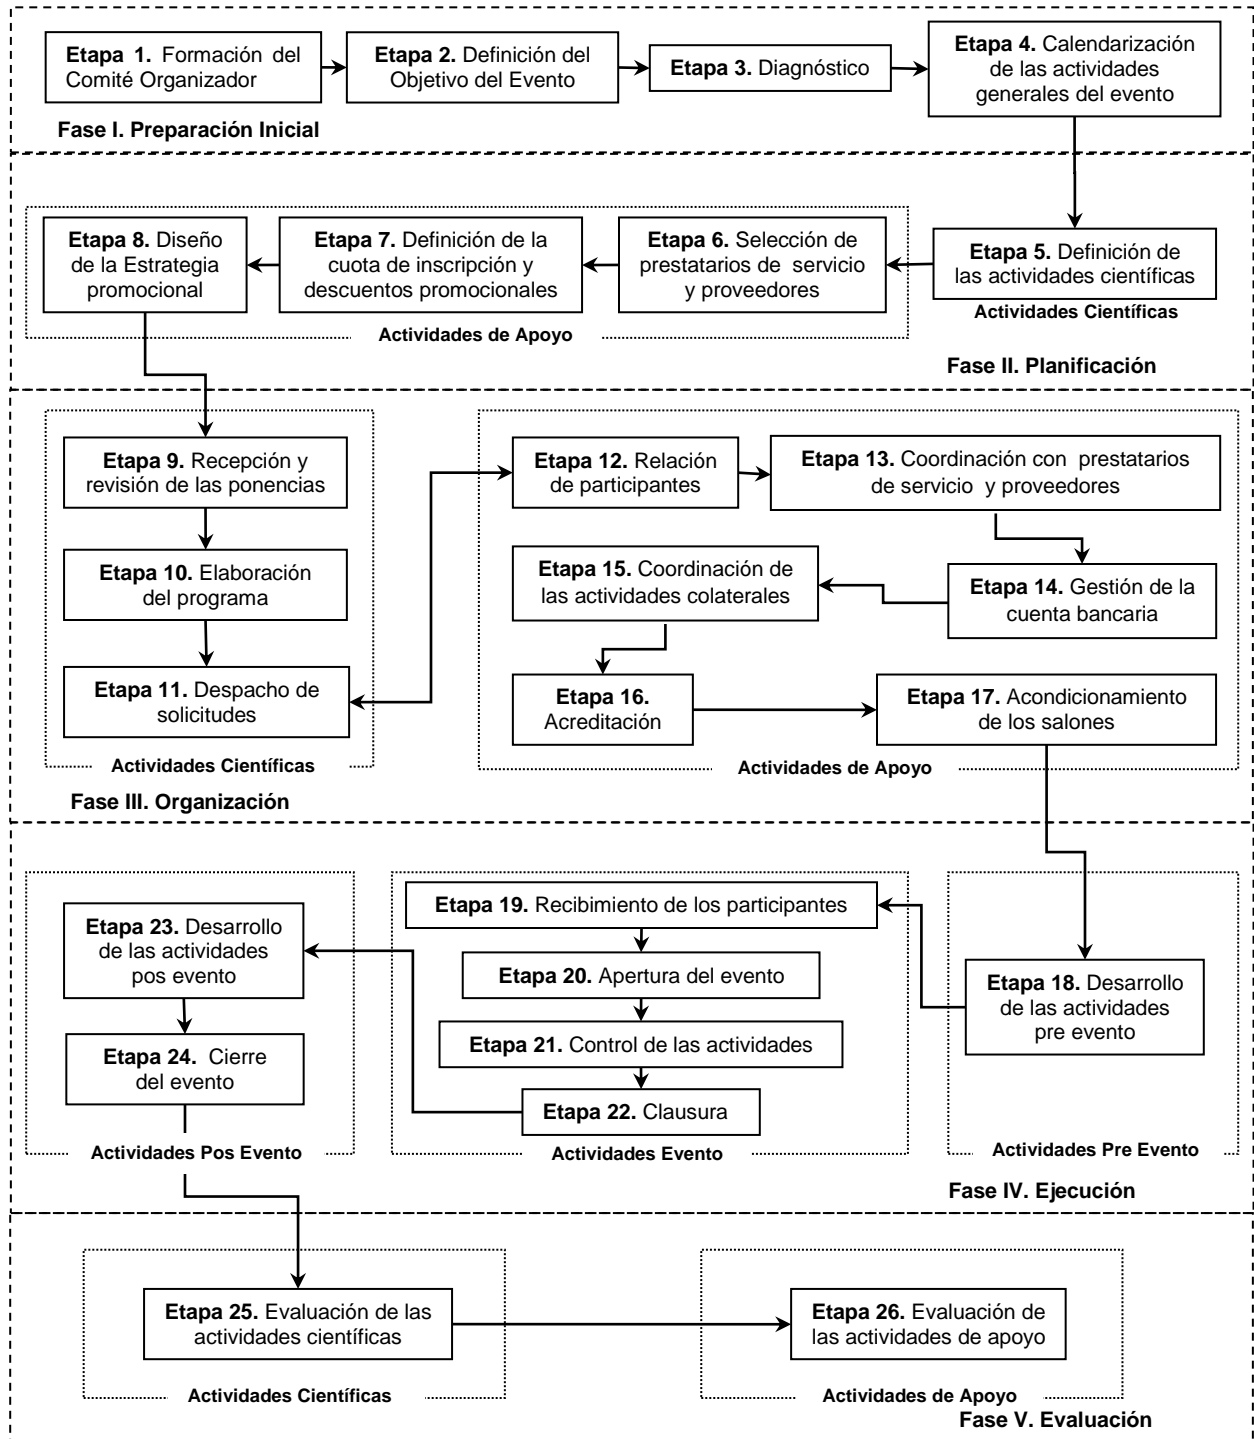 Etapa 1. Formación del
Comité Organizador
Etapa 2. Definición del
Objetivo del Evento
Etapa 3. Diagnóstico
Etapa 4. Calendarización
de las actividades
generales del evento
Fase I. Preparación Inicial
Etapa 8. Diseño
de la Estrategia
promocional
Etapa 7. Definición de la
cuota de inscripción y
descuentos promocionales
Etapa 6. Selección de
prestatarios de servicio
y proveedores
Etapa 5. Definición de
las actividades científicas
Actividades Científicas
Actividades de Apoyo
Fase II. Planificación
Etapa 9. Recepción y
revisión de las ponencias
Etapa 10. Elaboración
del programa
Etapa 11. Despacho de
solicitudes
Actividades Científicas
Etapa 12. Relación
de participantes
Etapa 13. Coordinación con prestatarios
de servicio y proveedores
Etapa 15. Coordinación de
las actividades colaterales
Etapa 14. Gestión de la
cuenta bancaria
Etapa 16.
Acreditación
Etapa 17. Acondicionamiento
de los salones
Actividades de Apoyo
Fase III. Organización
Etapa 23. Desarrollo
de las actividades
pos evento
Etapa 24. Cierre
del evento
Actividades Pos Evento
Etapa 19. Recibimiento de los participantes
Etapa 20. Apertura del evento
Etapa 21. Control de las actividades
Etapa 22. Clausura
Actividades Evento
Etapa 18. Desarrollo
de las actividades
pre evento
Actividades Pre Evento
Fase IV. Ejecución
Etapa 25. Evaluación de las
actividades científicas
Actividades Científicas
Etapa 26. Evaluación de
las actividades de apoyo
Actividades de Apoyo
Fase V. Evaluación